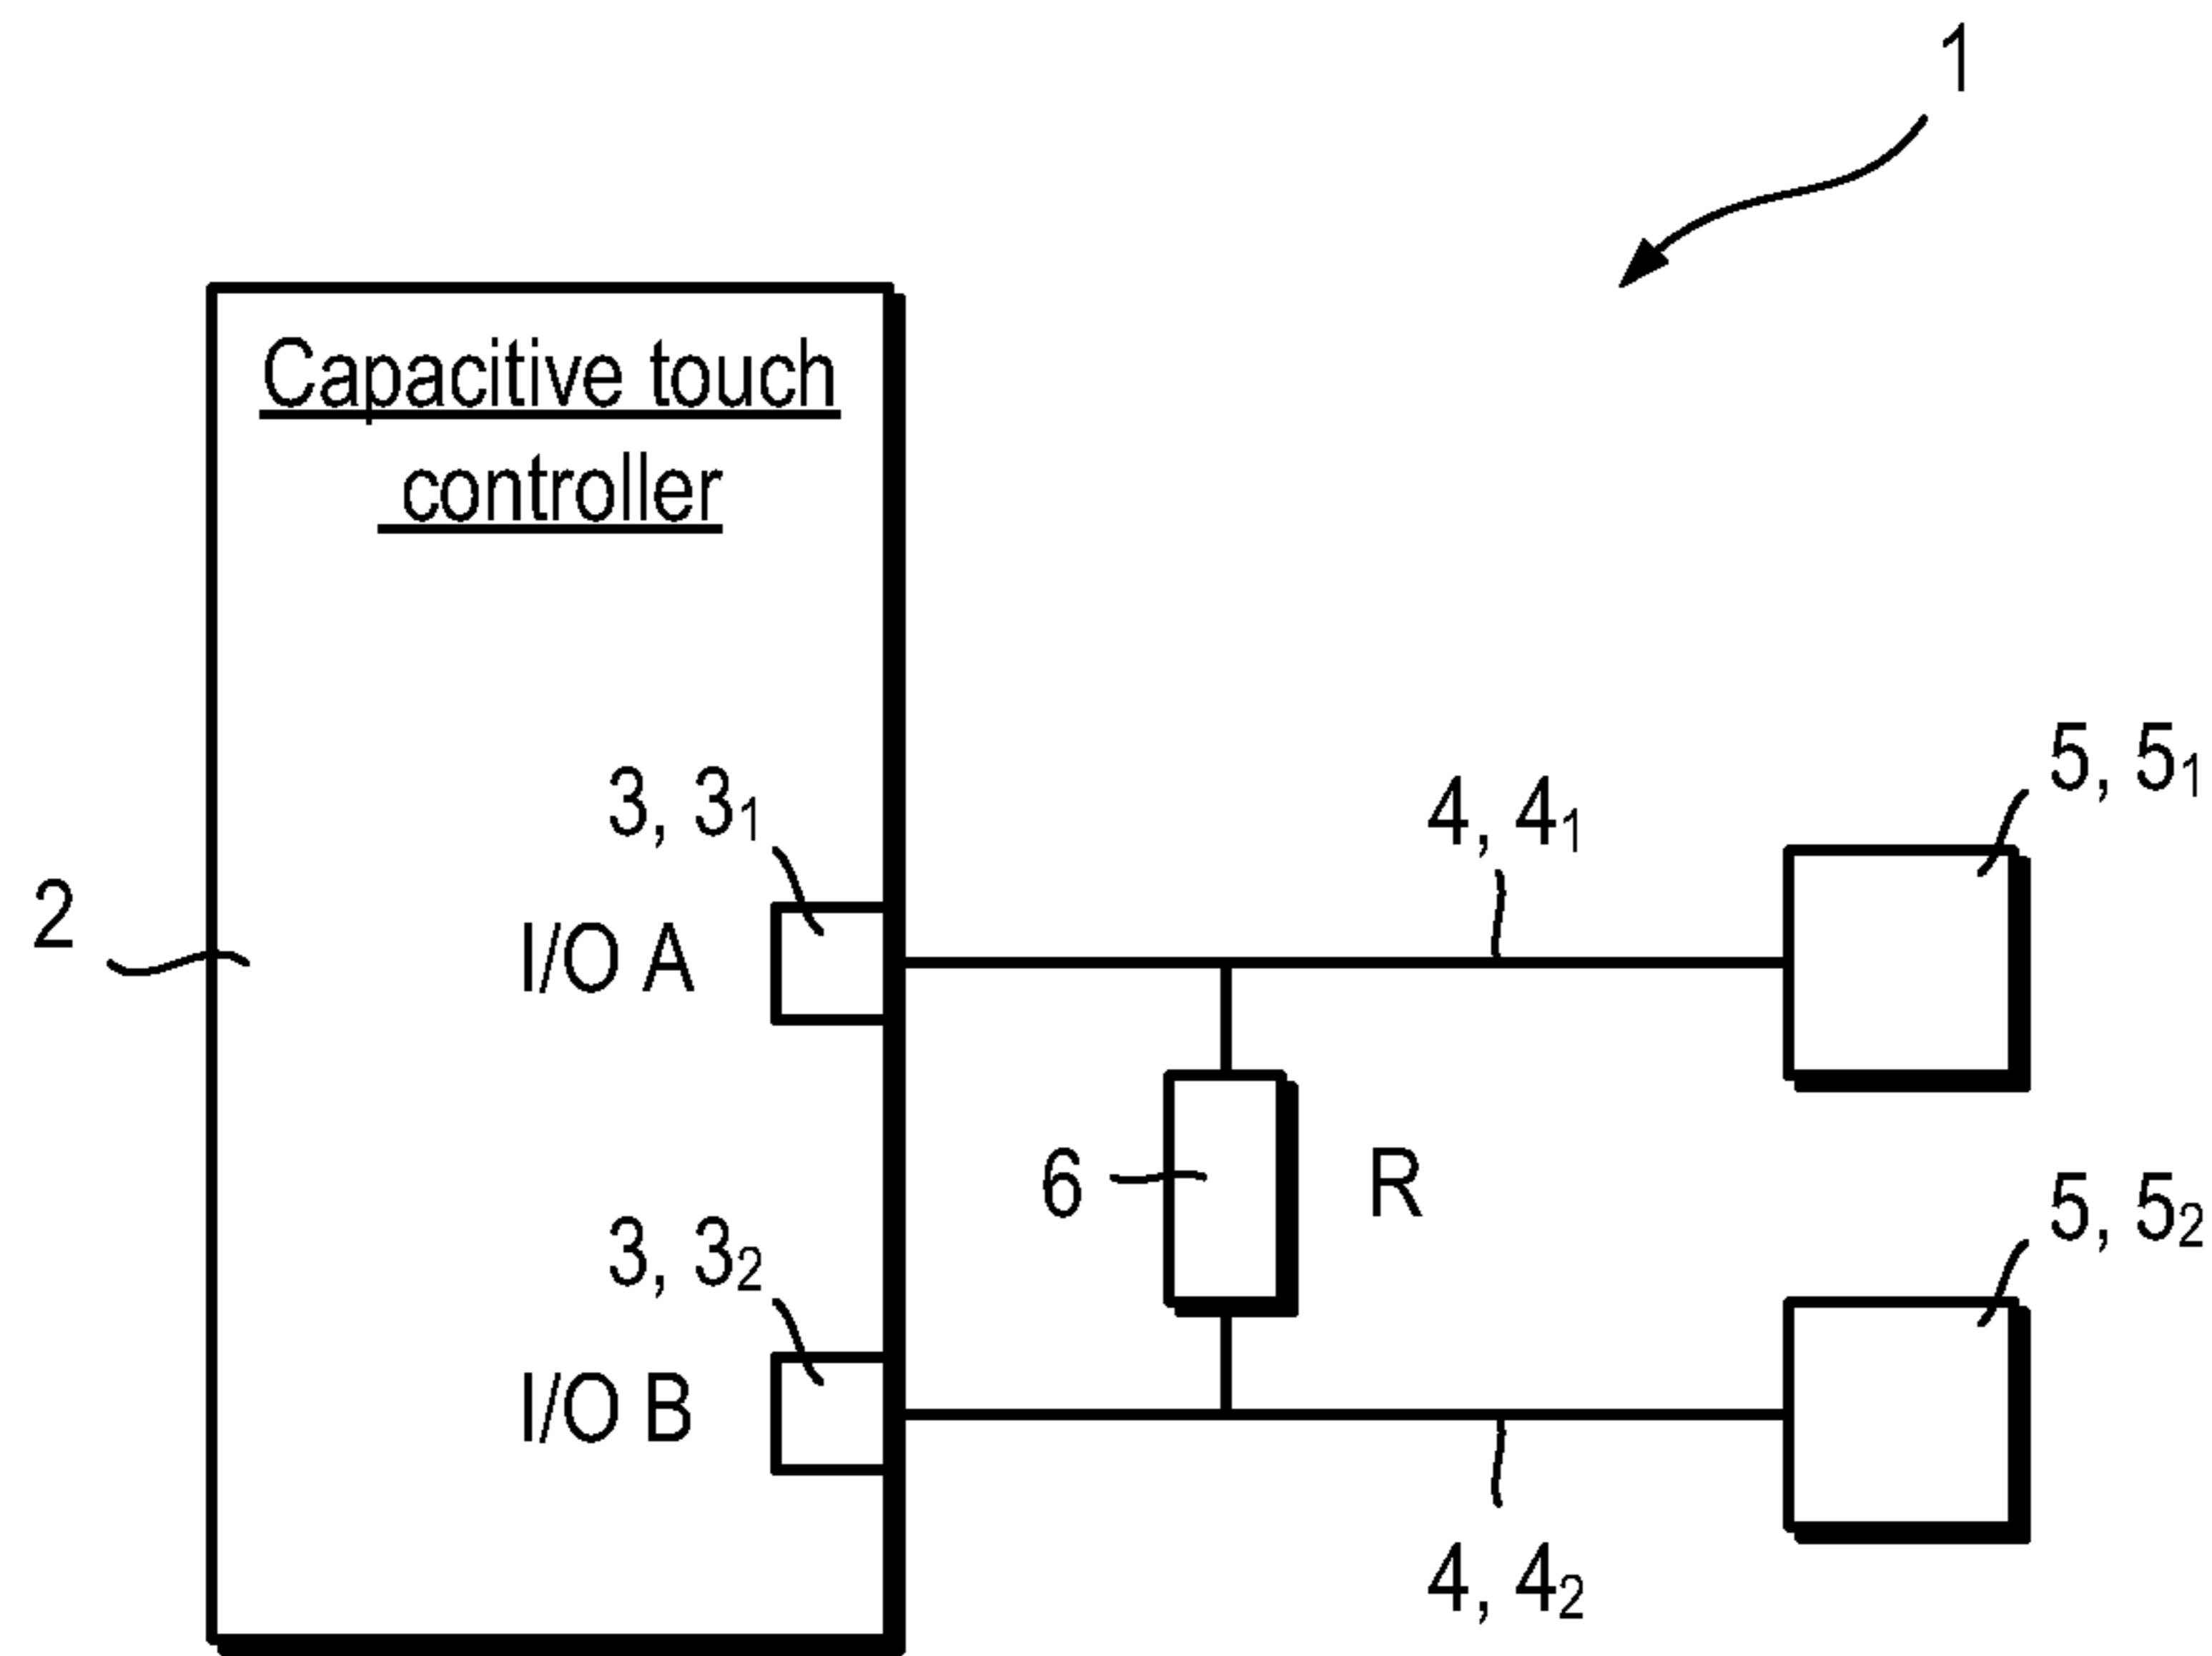 1
Capacitive touch
controller
3, 3₁
4, 4₁
5, 5₁
2
I/O A
6
R
3, 3₂
5, 5₂
I/O B
4, 4₂